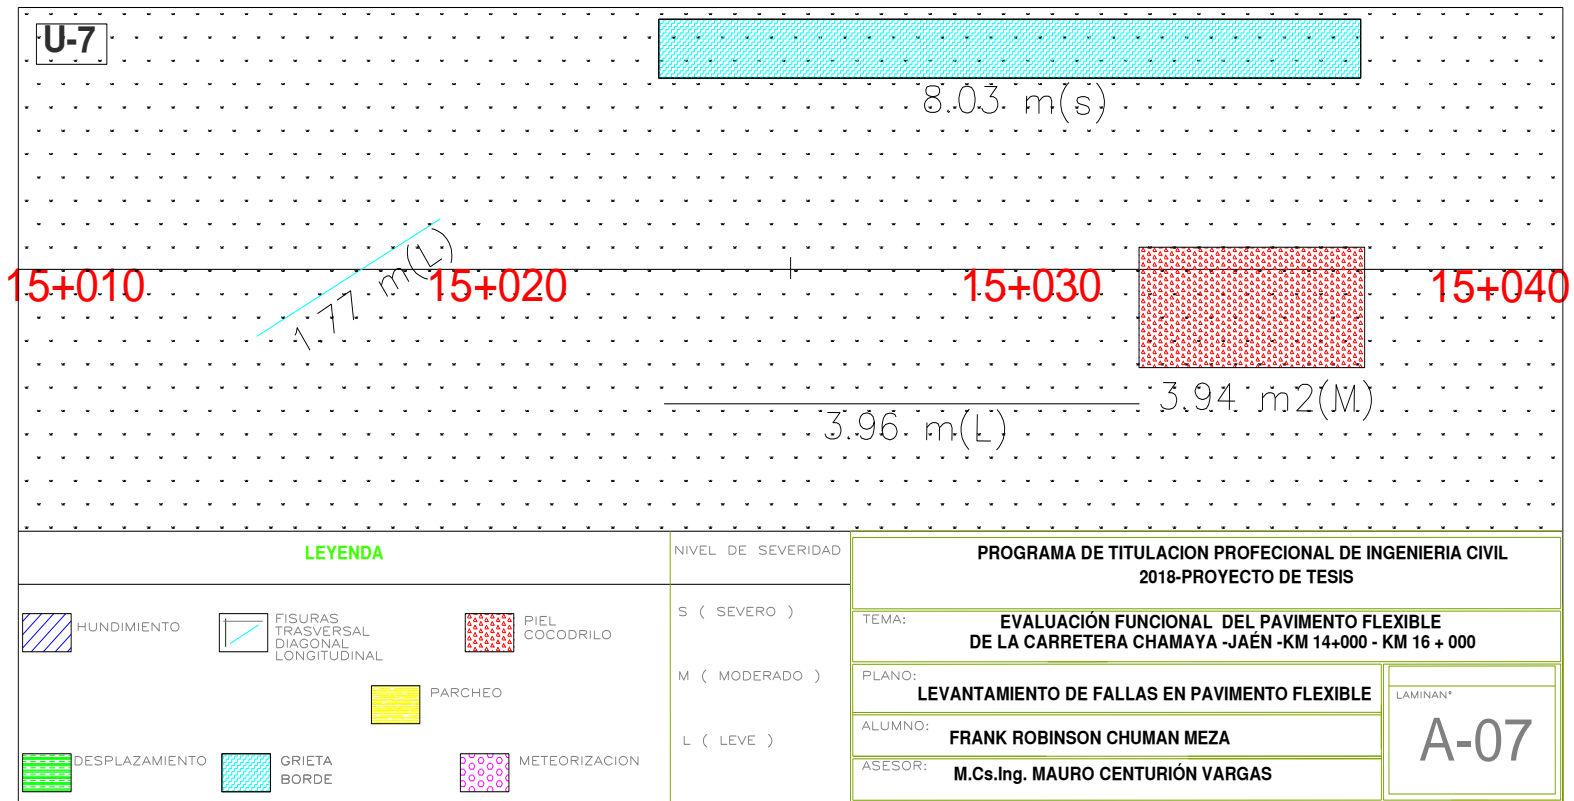 U-7
8.03 m(s)
1.77 m(L)
15+010
15+020
15+030
15+040
3.94 m2(M)
3.96 m(L)
LEYENDA
HUNDIMIENTO
FISURAS
TRASVERSAL
DIAGONAL
LONGITUDINAL
PIEL
COCODRILO
PARCHEO
DESPLAZAMIENTO
GRIETA
BORDE
METEORIZACION
NIVEL DE SEVERIDAD
S ( SEVERO )
M ( MODERADO )
L ( LEVE )
PROGRAMA DE TITULACION PROFECIONAL DE INGENIERIA CIVIL
2018-PROYECTO DE TESIS
TEMA:
EVALUACIÓN FUNCIONAL DEL PAVIMENTO FLEXIBLE
DE LA CARRETERA CHAMAYA -JAÉN -KM 14+000 - KM 16 + 000
PLANO:
LEVANTAMIENTO DE FALLAS EN PAVIMENTO FLEXIBLE
ALUMNO:
FRANK ROBINSON CHUMAN MEZA
ASESOR:
M.Cs.Ing. MAURO CENTURIÓN VARGAS
LAMINAN°
A-07